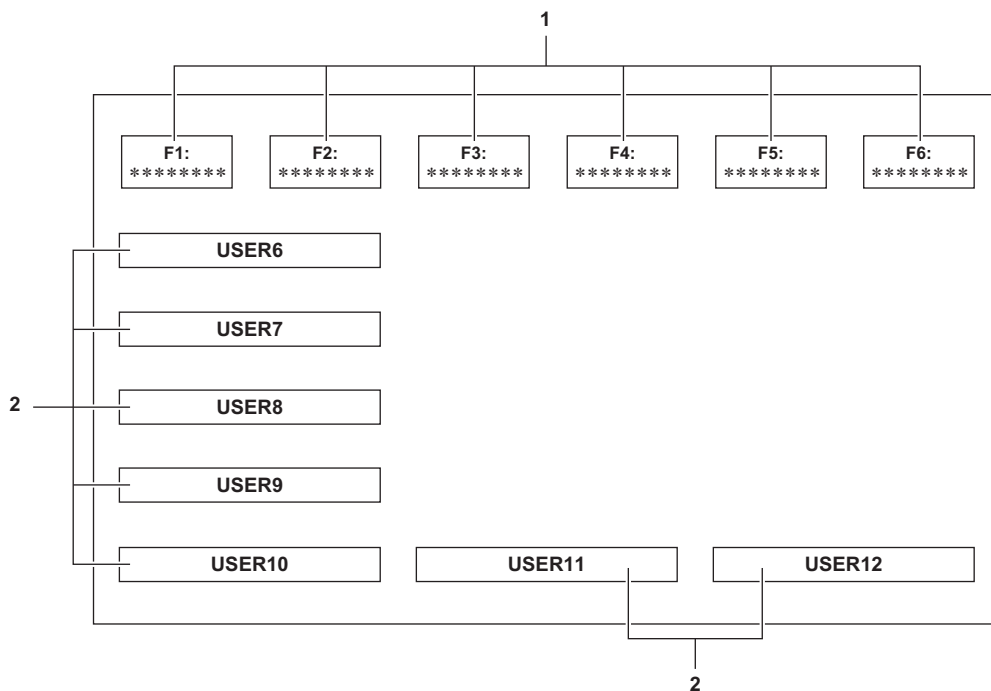 1
F1: F2: F3: F4: F5: F6:
******** ******** ******** ******** ******** ********
USER6
USER7
2 USER8
USER9
USER10 USER11 USER12
2